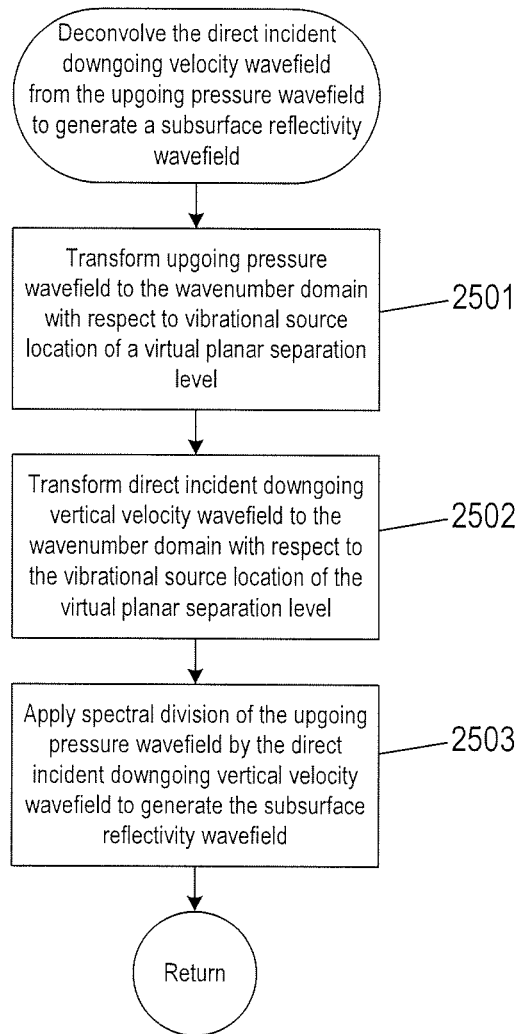 Deconvolve the direct incident
downgoing velocity wavefield
from the upgoing pressure wavefield
to generate a subsurface reflectivity
wavefield
Transform upgoing pressure
wavefield to the wavenumber domain
with respect to vibrational source
location of a virtual planar separation
level
2501
Transform direct incident downgoing
vertical velocity wavefield to the
wavenumber domain with respect to
the vibrational source location of the
virtual planar separation level
2502
Apply spectral division of the upgoing
pressure wavefield by the direct
incident downgoing vertical velocity
wavefield to generate the subsurface
reflectivity wavefield
2503
Return